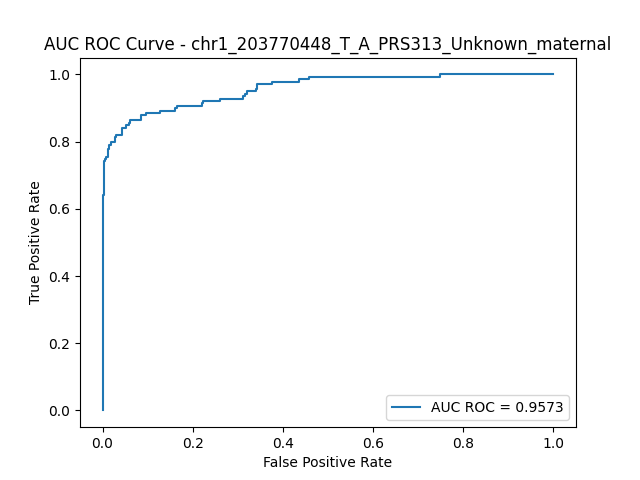 AUC ROC Curve - chr1_203770448_T_A_PRS313_Unknown_maternal
1.0
0.8
0.6
0.4
0.2
0.0
True Positive Rate
AUC ROC = 0.9573
0.0 0.2 0.4 0.6 0.8 1.0
False Positive Rate